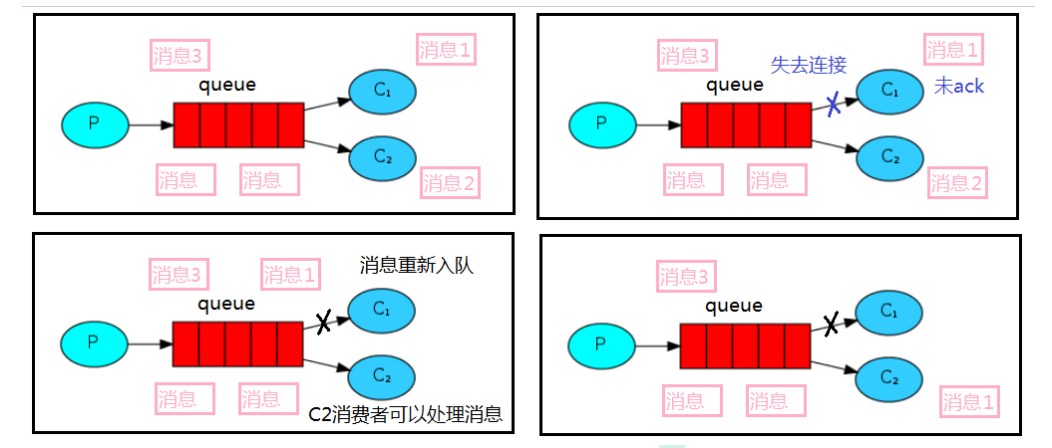 消息3
消息1
queue
C₁
P
C₂
消息
消息
消息2
消息3
失去连接
消息1
queue
C₁
未ack
P
C₂
消息
消息
消息2
消息3
消息1
消息重新入队
queue
C₁
P
C₂
消息
消息
C2消费者可以处理消息
消息3
queue
C₁
P
C₂
消息
消息
消息1